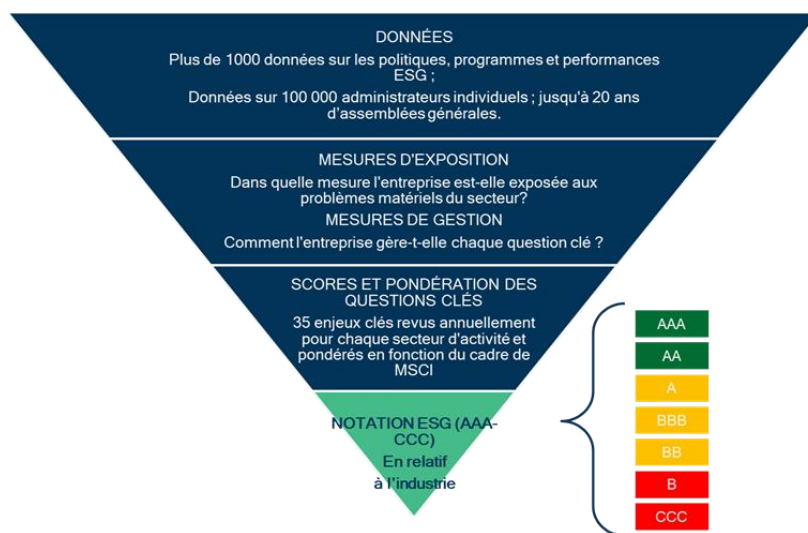 DONNÉES
Plus de 1000 données sur les politiques, programmes et performances
ESG ;
Données sur 100 000 administrateurs individuels ; jusqu'à 20 ans
d'assemblées générales.
MESURES D'EXPOSITION
Dans quelle mesure l'entreprise est-elle exposée aux
problèmes matériels du secteur?
MESURES DE GESTION
Comment l'entreprise gère-t-elle chaque question clé ?
SCORES ET PONDÉRATION DES
QUESTIONS CLÉS
35 enjeux clés revus annuellement
pour chaque secteur d'activité et
pondérés en fonction du cadre de
MSCI
NOTATION ESG (AAA-
CCC)
En relatif
à l'industrie
AAA
AA
A
BBB
BB
B
CCC